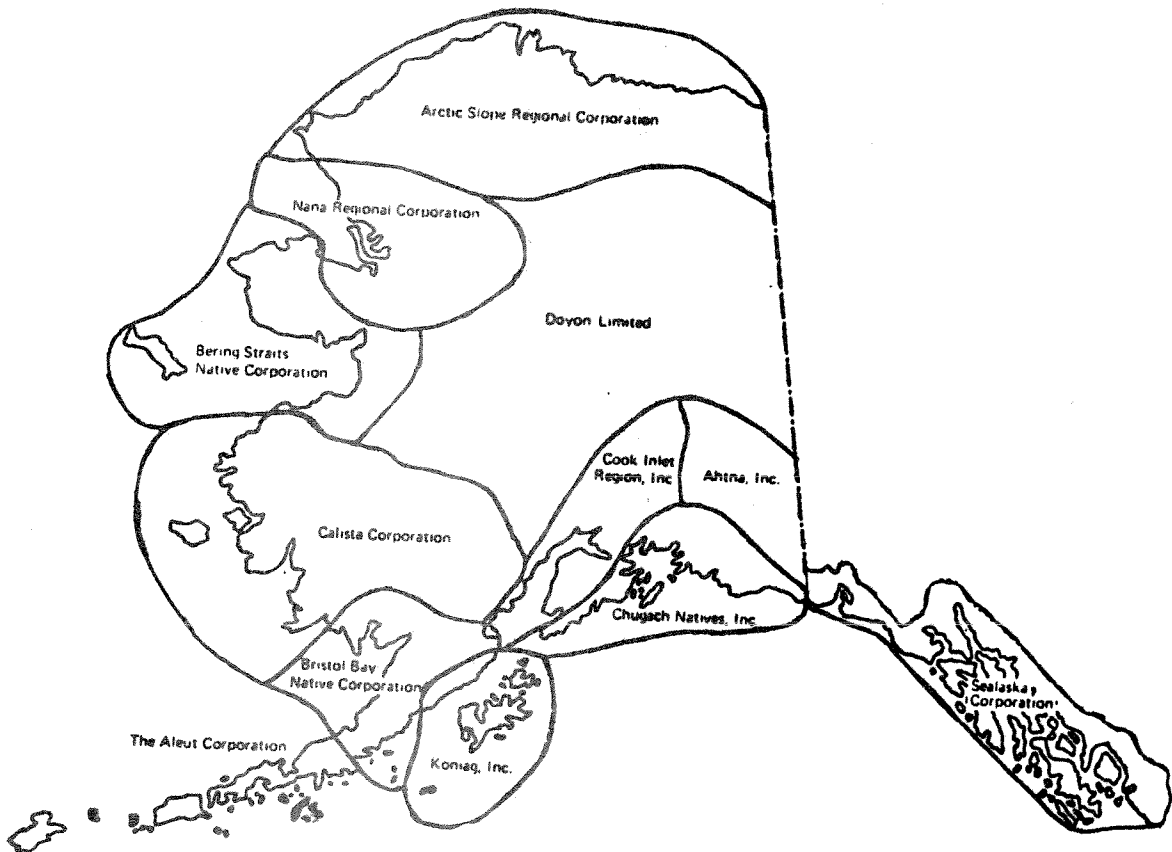 Arctic Slope Regional Corporation
Nana Regional Corporation
Doyon Limited
Bering Straits
Native Corporation
Cook Inlet
Region, Inc
Ahtna, Inc.
Calista Corporation
Chugach Natives, Inc.
Bristol Bay
Native Corporation
Sealaska
Corporation
The Aleut Corporation
Koniag, Inc.